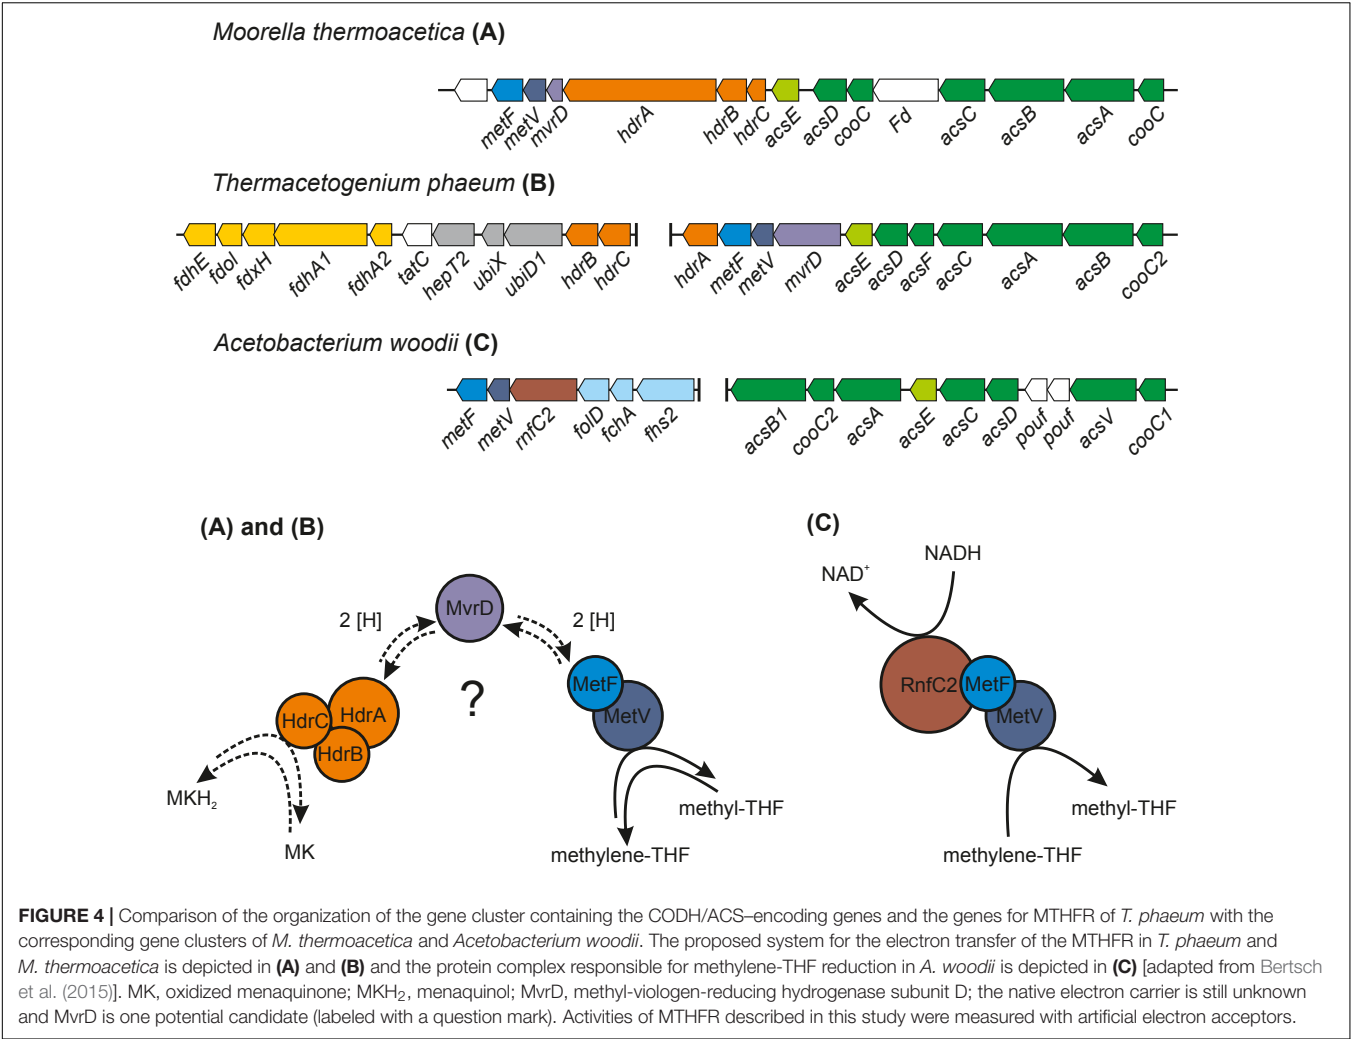 Moorella thermoacetica (A)
metF metV mvrD hdrA hdrB hdrC acsE acsD cooC Fd acsC acsB acsA cooC
Thermacetogenium phaeum (B)
fdhE fdoI fdxH fdhA1 fdhA2 tatC hepT2 ubiX ubiD1 hdrB hdrC hdrA metF metV mvrD acsE acsD acsF acsC acsA acsB cooC2
Acetobacterium woodii (C)
metF metV rnfC2 folD fchA fhs2 acsB1 cooC2 acsA acsE acsC acsD pouf pouf acsV cooC1
(A) and (B)
MvrD
2 [H]
2 [H]
?
HdrC
HdrA
HdrB
MetF
MetV
MKH2
MK
methyl-THF
methylene-THF
(C)
NADH
NAD+
RnfC2
MetF
MetV
methyl-THF
methylene-THF
FIGURE 4 | Comparison of the organization of the gene cluster containing the CODH/ACS–encoding genes and the genes for MTHFR of T. phaeum with the
corresponding gene clusters of M. thermoacetica and Acetobacterium woodii. The proposed system for the electron transfer of the MTHFR in T. phaeum and
M. thermoacetica is depicted in (A) and (B) and the protein complex responsible for methylene-THF reduction in A. woodii is depicted in (C) [adapted from Bertsch
et al. (2015)]. MK, oxidized menaquinone; MKH2, menaquinol; MvrD, methyl-viologen-reducing hydrogenase subunit D; the native electron carrier is still unknown
and MvrD is one potential candidate (labeled with a question mark). Activities of MTHFR described in this study were measured with artificial electron acceptors.